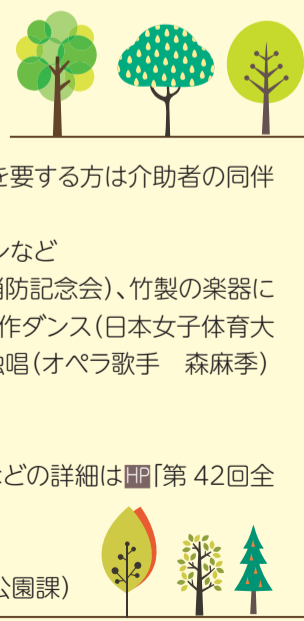 を要する方は介助者の同伴
ンなど
消防記念会)、竹製の楽器に
作ダンス(日本女子体育大
独唱(オペラ歌手　森麻季)
などの詳細はHP「第 42回全
公園課)